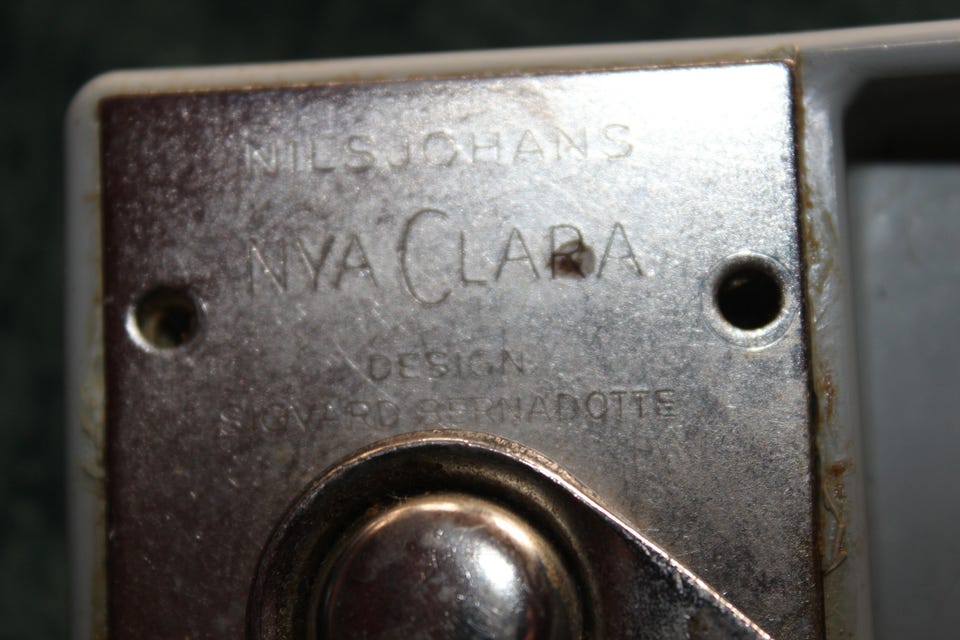 NILSJOHANS
NYA CLARA
DESIGN
SIGVARD BERNADOTTE